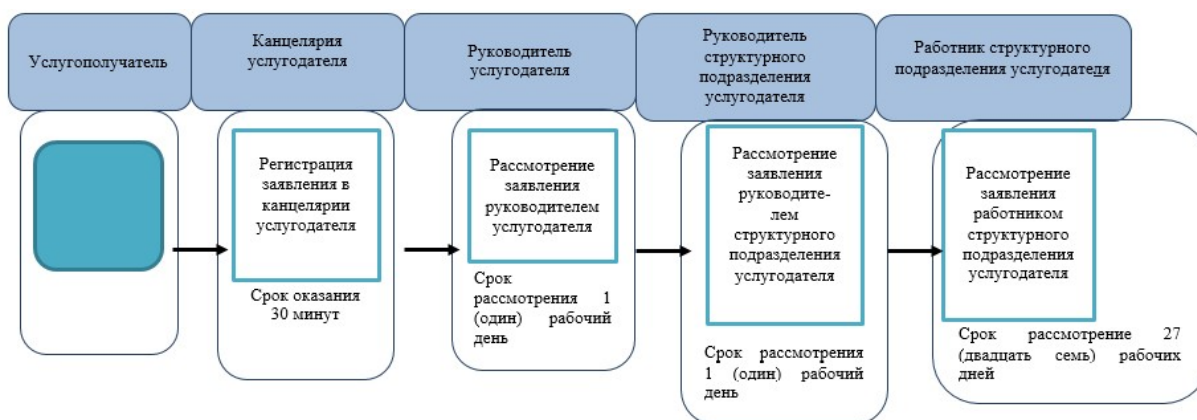 Услугополучатель
Канцелярия
услугодателя
Руководитель
услугодателя
Руководитель
структурного
подразделения
услугодателя
Работник структурного
подразделения услугодателя
Регистрация
заявления в
канцелярии
услугодателя
Срок оказания
30 минут
Рассмотрение
заявления
руководителем
услугодателя
Срок
рассмотрения 1
(один) рабочий
день
Рассмотрение
заявления
руководите-
лем
структурного
подразделения
услугодателя
Срок рассмотрения
1 (один) рабочий
день
Рассмотрение
заявления
работником
структурного
подразделения
услугодателя
Срок рассмотрение 27
(двадцать семь) рабочих
дней